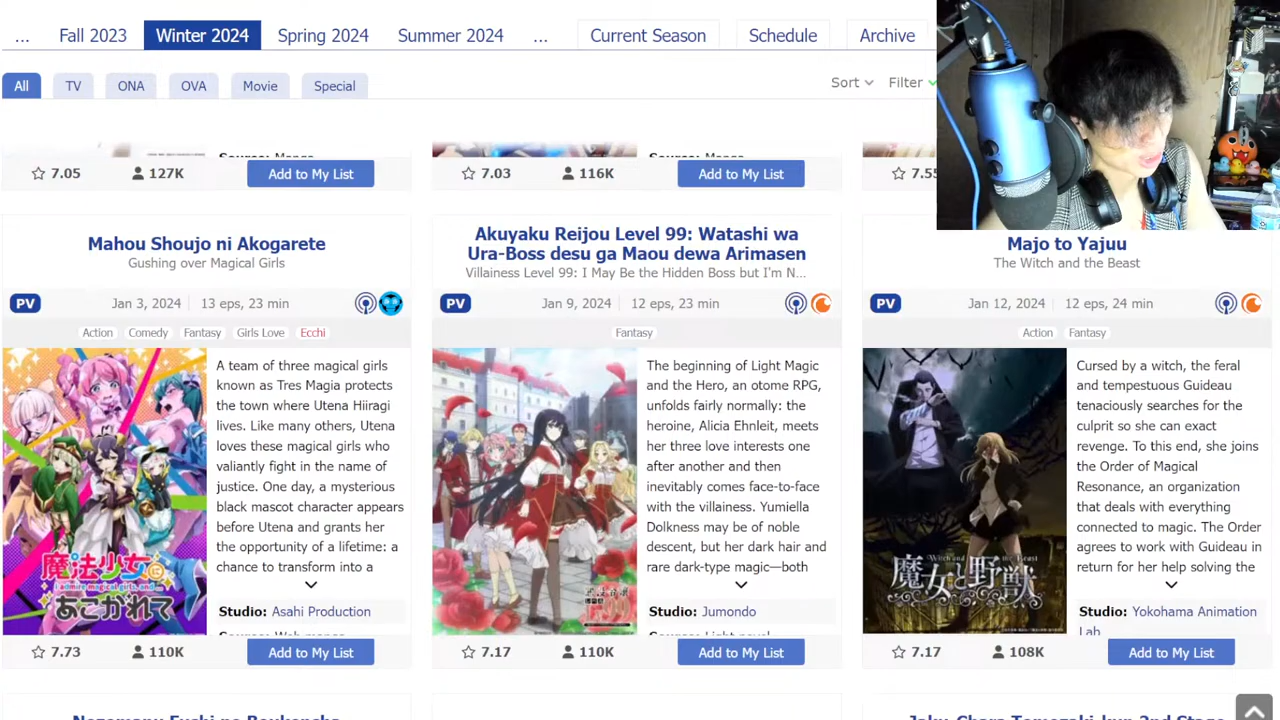 ...
Fall 2023
Winter 2024
Spring 2024
Summer 2024
...
Current Season
Schedule
Archive
All
TV
ONA
OVA
Movie
Special
Sort
Filter
7.05
127K
Add to My List
7.03
116K
Add to My List
7.55
Mahou Shoujo ni Akogarete
Gushing over Magical Girls
PV
Jan 3, 2024
13 eps, 23 min
Action
Comedy
Fantasy
Girls Love
Ecchi
A team of three magical girls
known as Tres Magia protects
the town where Utena Hiiragi
lives. Like many others, Utena
loves these magical girls who
valiantly fight in the name of
justice. One day, a mysterious
black mascot character appears
before Utena and grants her
the opportunity of a lifetime: a
chance to transform into a
魔法少女に
あこがれて
Studio: Asahi Production
7.73
110K
Add to My List
Akuyaku Reijou Level 99: Watashi wa
Ura-Boss desu ga Maou dewa Arimasen
Villainess Level 99: I May Be the Hidden Boss but I'm N...
PV
Jan 9, 2024
12 eps, 23 min
Fantasy
The beginning of Light Magic
and the Hero, an otome RPG,
unfolds fairly normally: the
heroine, Alicia Ehnleit, meets
her three love interests one
after another and then
inevitably comes face-to-face
with the villainess. Yumiella
Dolkness may be of noble
descent, but her dark hair and
rare dark-type magic—both
Studio: Jumondo
7.17
110K
Add to My List
Majo to Yajuu
The Witch and the Beast
PV
Jan 12, 2024
12 eps, 24 min
Action
Fantasy
Cursed by a witch, the feral
and tempestuous Guideau
tenaciously searches for the
culprit so she can exact
revenge. To this end, she joins
the Order of Magical
Resonance, an organization
that deals with everything
connected to magic. The Order
agrees to work with Guideau in
return for her help solving the
Witch and the Beast
魔女と野獣
Studio: Yokohama Animation
Lab
7.17
108K
Add to My List